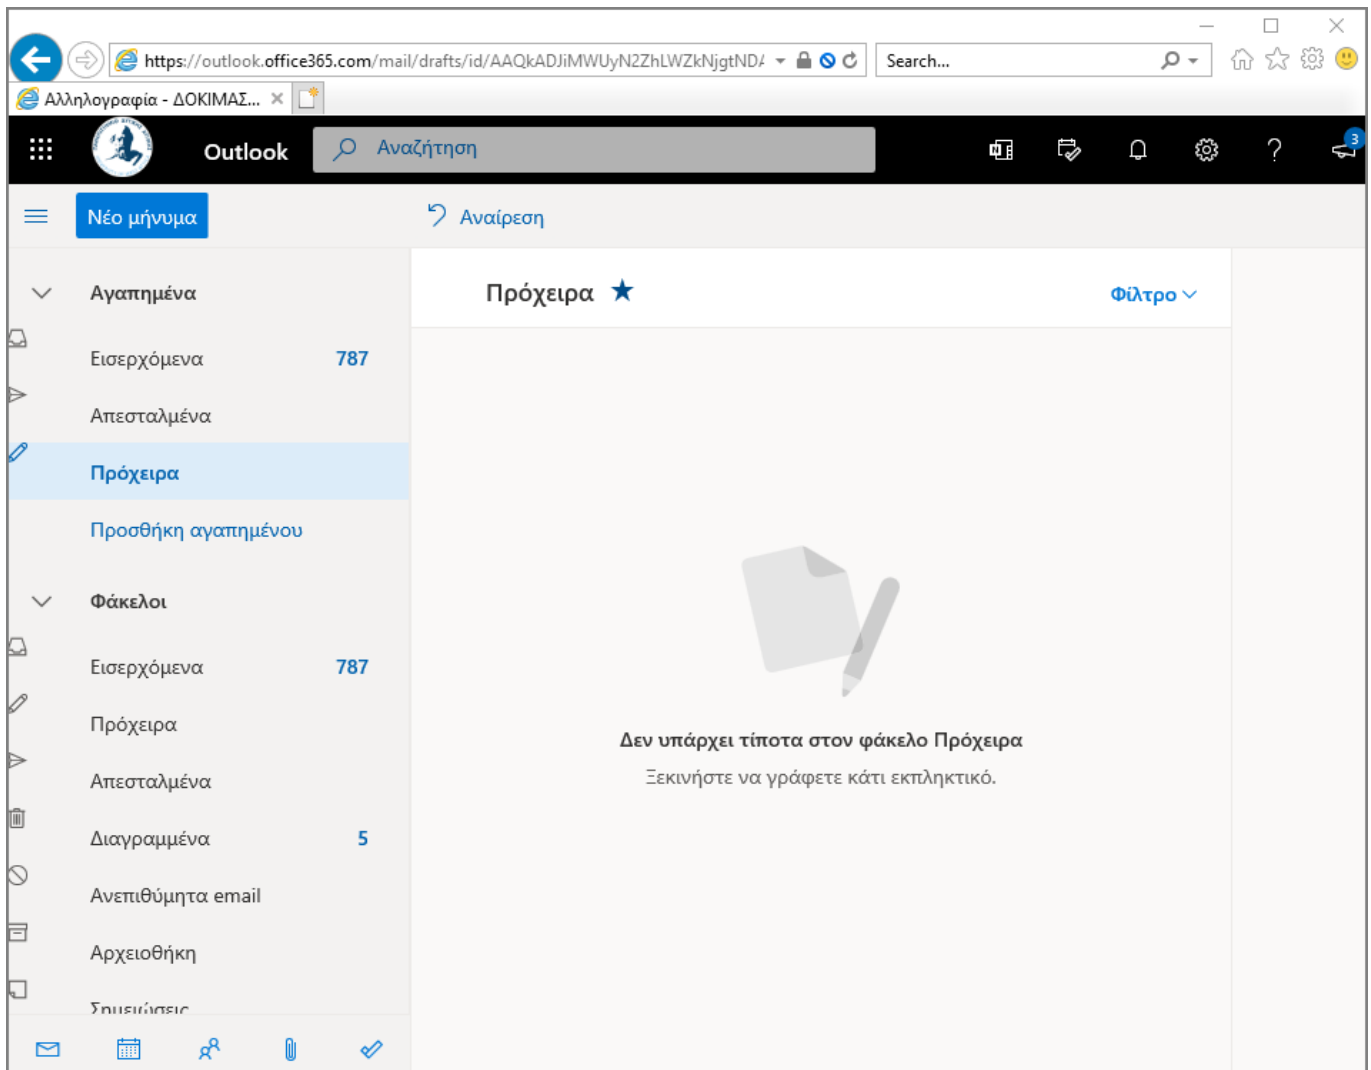 https://outlook.office365.com/mail/drafts/id/AAQkADJiMWUyN2ZhLWZkNjgtND
Search...
Αλληλογραφία - ΔΟΚΙΜΑΣ...
Outlook
Αναζήτηση
3
Νέο μήνυμα
Αναίρεση
Αγαπημένα
Πρόχειρα
Φίλτρο
Εισερχόμενα 787
Απεσταλμένα
Πρόχειρα
Προσθήκη αγαπημένου
Φάκελοι
Εισερχόμενα 787
Πρόχειρα
Απεσταλμένα
Διαγραμμένα 5
Ανεπιθύμητα email
Αρχειοθήκη
Σημειώσεις
Δεν υπάρχει τίποτα στον φάκελο Πρόχειρα
Ξεκινήστε να γράφετε κάτι εκπληκτικό.